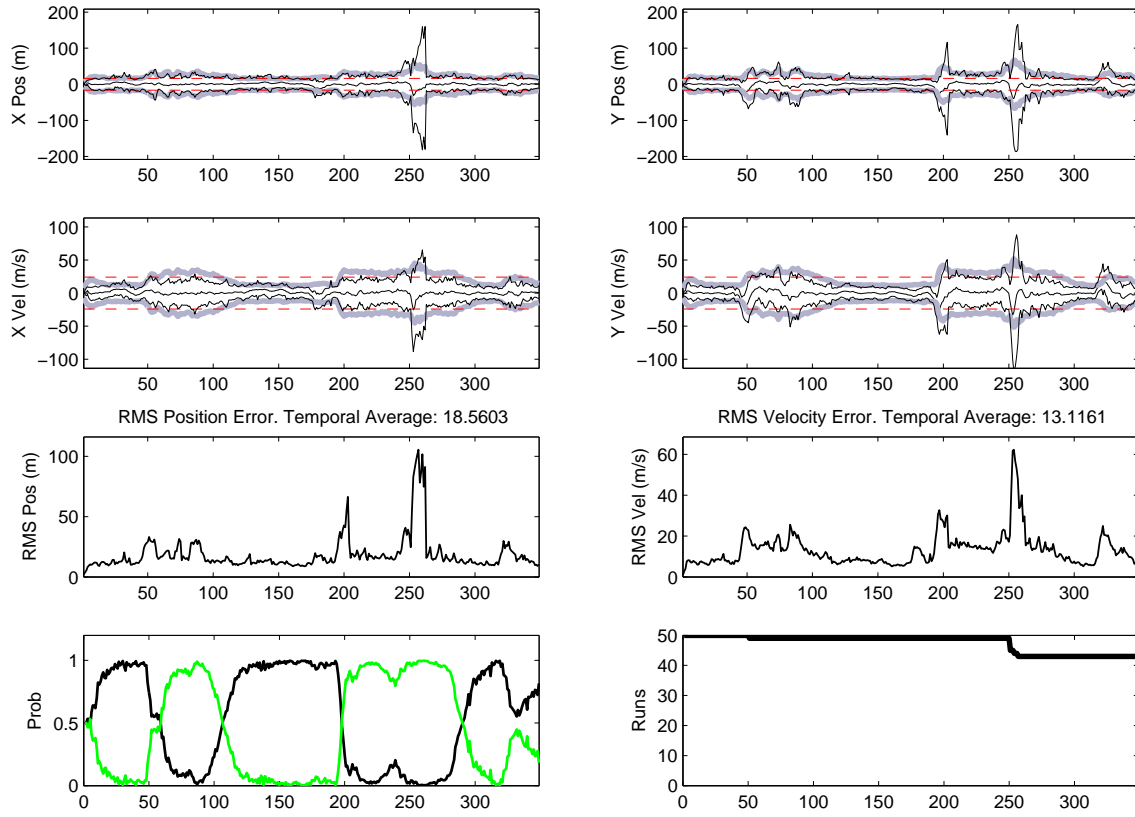 200
100
0
−100
−200
X Pos (m)
50 100 150 200 250 300
200
100
0
−100
−200
Y Pos (m)
50 100 150 200 250 300
100
50
0
−50
−100
X Vel (m/s)
50 100 150 200 250 300
100
50
0
−50
−100
Y Vel (m/s)
50 100 150 200 250 300
RMS Position Error. Temporal Average: 18.5603
100
50
0
RMS Pos (m)
0 50 100 150 200 250 300
RMS Velocity Error. Temporal Average: 13.1161
60
40
20
0
RMS Vel (m/s)
0 50 100 150 200 250 300
1
0.5
0
Prob
0 50 100 150 200 250 300
50
40
30
20
10
0
Runs
0 50 100 150 200 250 300